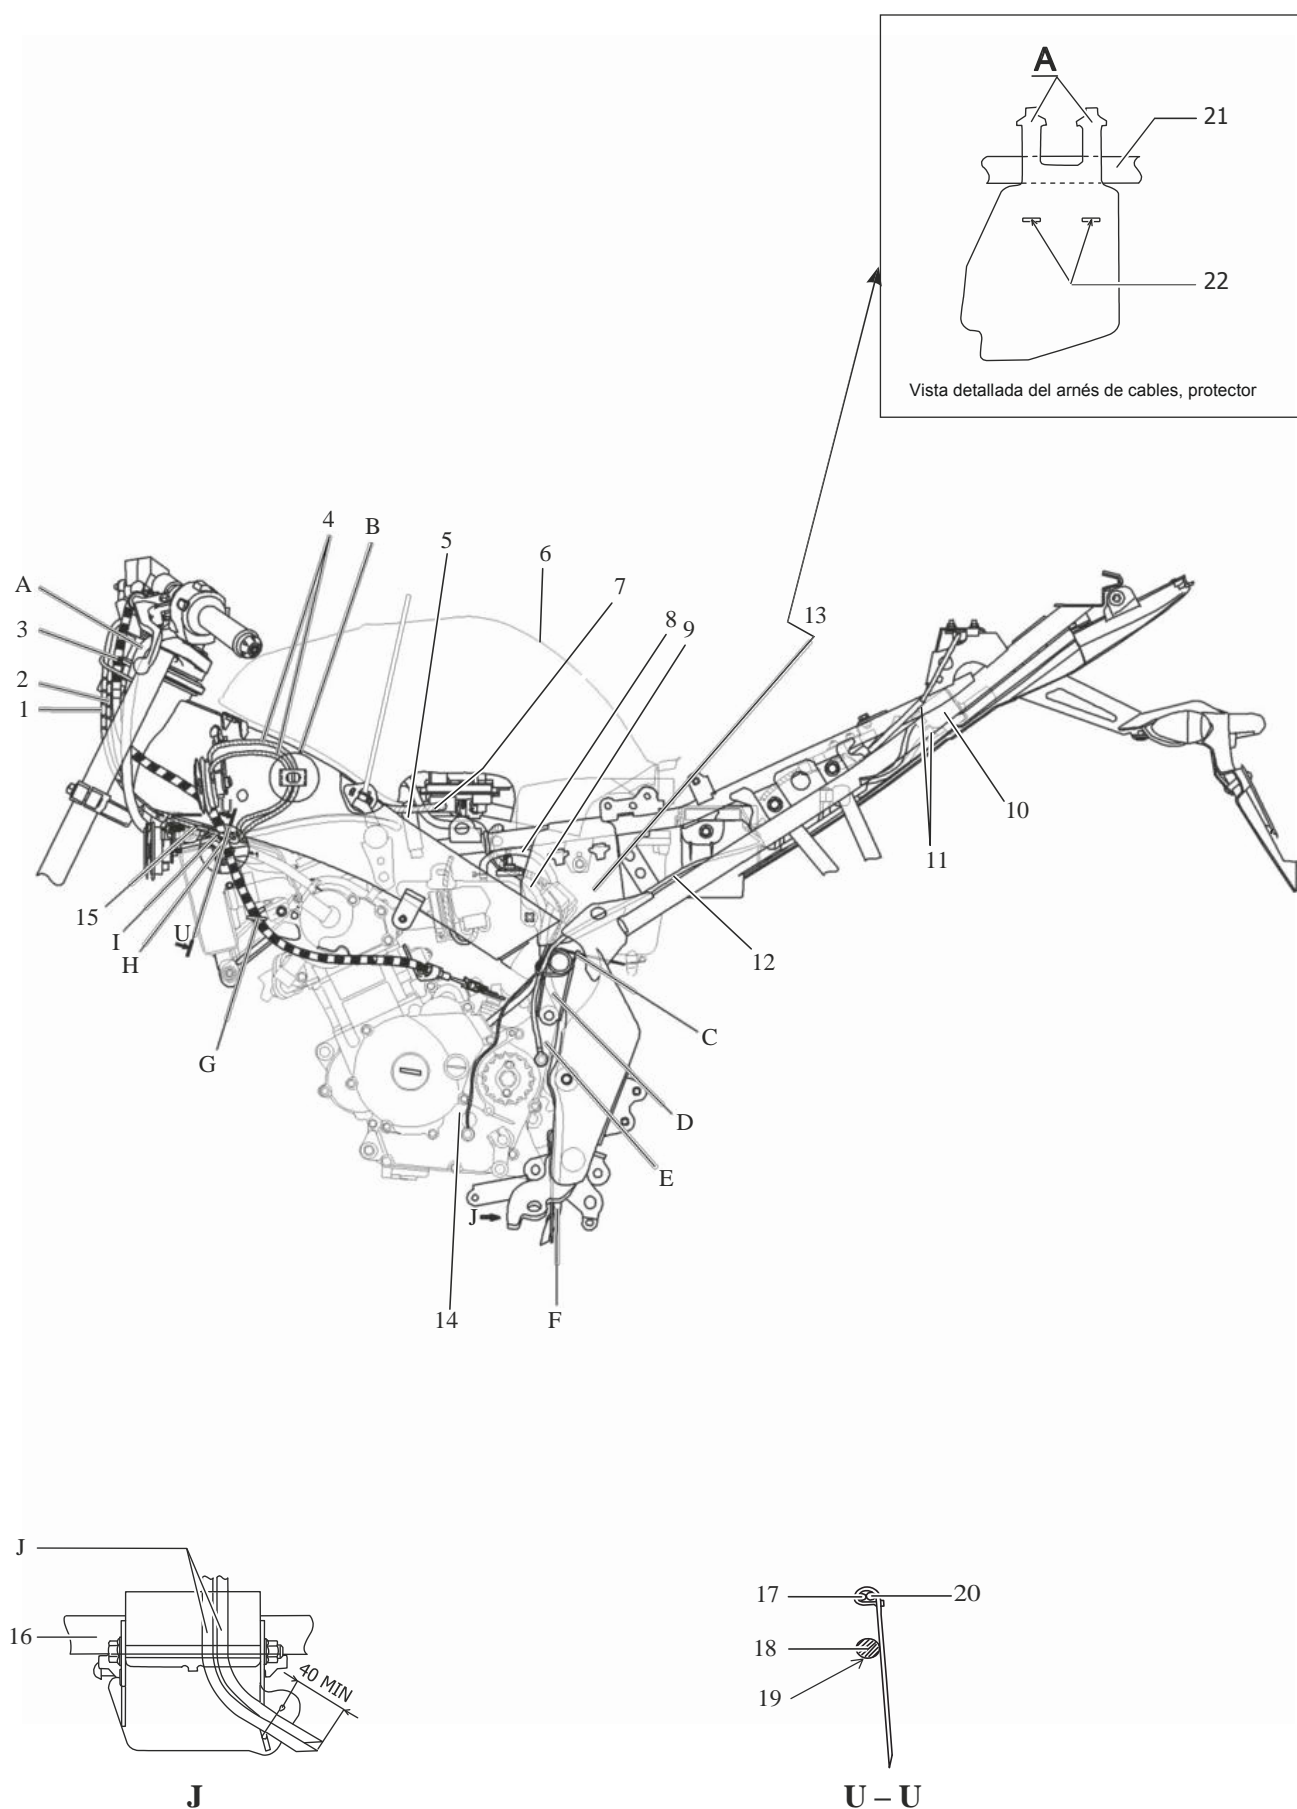 A
21
22
Vista detallada del arnés de cables, protector
4
B
5
6
7
8
9
13
A
3
2
1
10
11
15
I
U
H
G
12
C
D
E
J
14
F
J
16
40 MIN
J
17
20
18
19
U – U